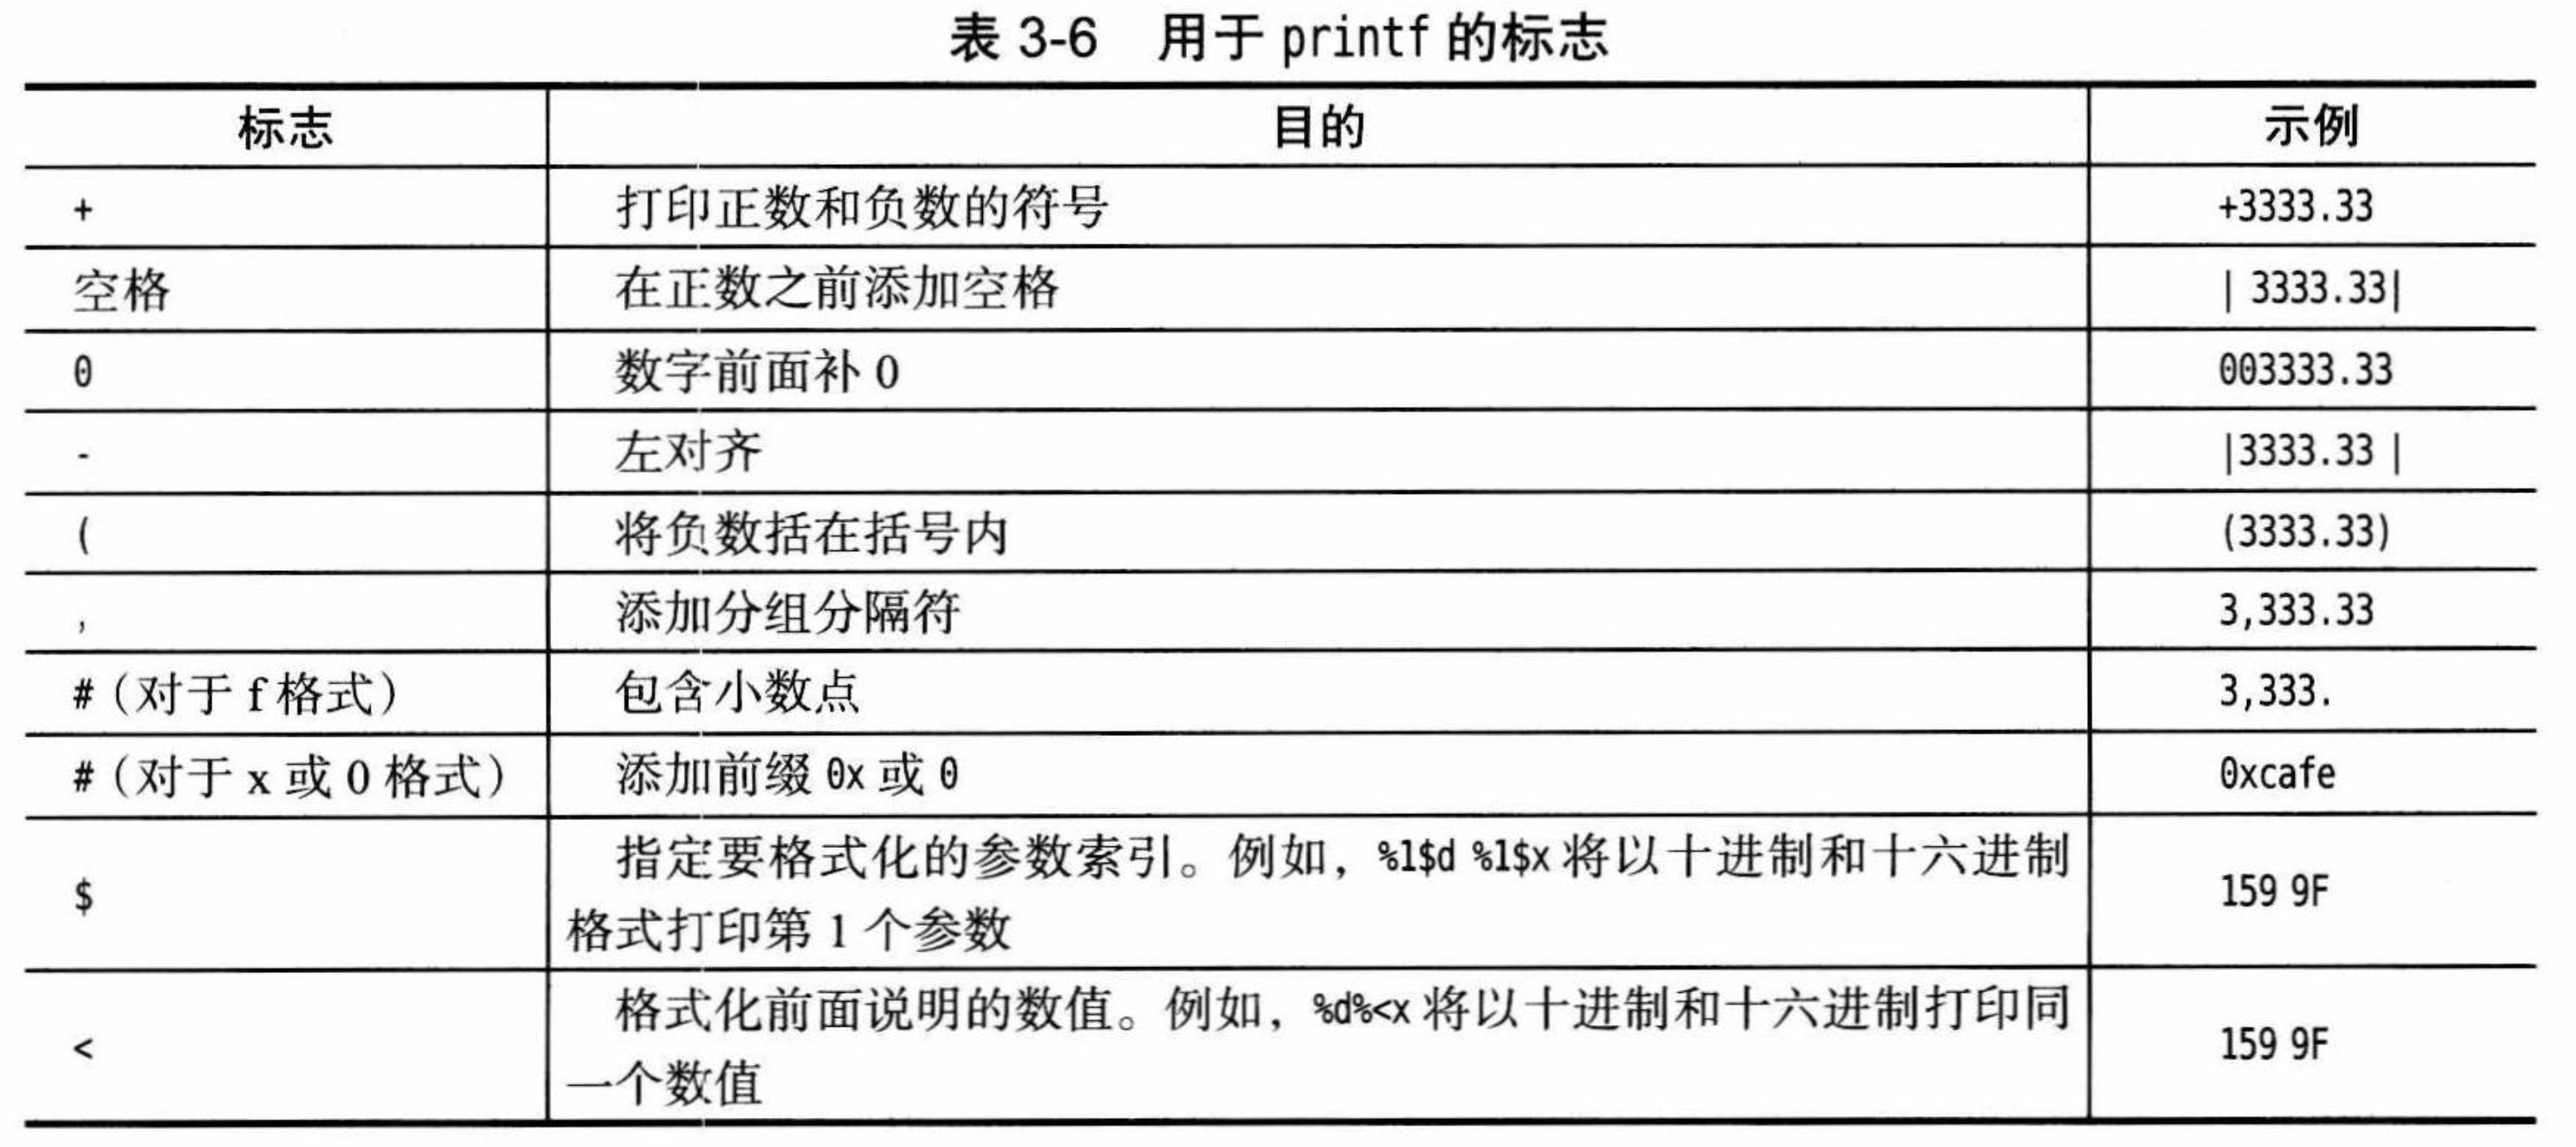 表 3-6 用于 printf 的标志
标志 目的 示例
+ 打印正数和负数的符号 +3333.33
空格 在正数之前添加空格 | 3333.33|
0 数字前面补 0 003333.33
- 左对齐 |3333.33 |
( 将负数括在括号内 (3333.33)
, 添加分组分隔符 3,333.33
#（对于 f 格式） 包含小数点 3,333.
#（对于 x 或 0 格式） 添加前缀 0x 或 0 0xcafe
$ 指定要格式化的参数索引。例如，%1$d %1$x 将以十进制和十六进制
格式打印第 1 个参数 159 9F
< 格式化前面说明的数值。例如，%d%<x 将以十进制和十六进制打印同
一个数值 159 9F